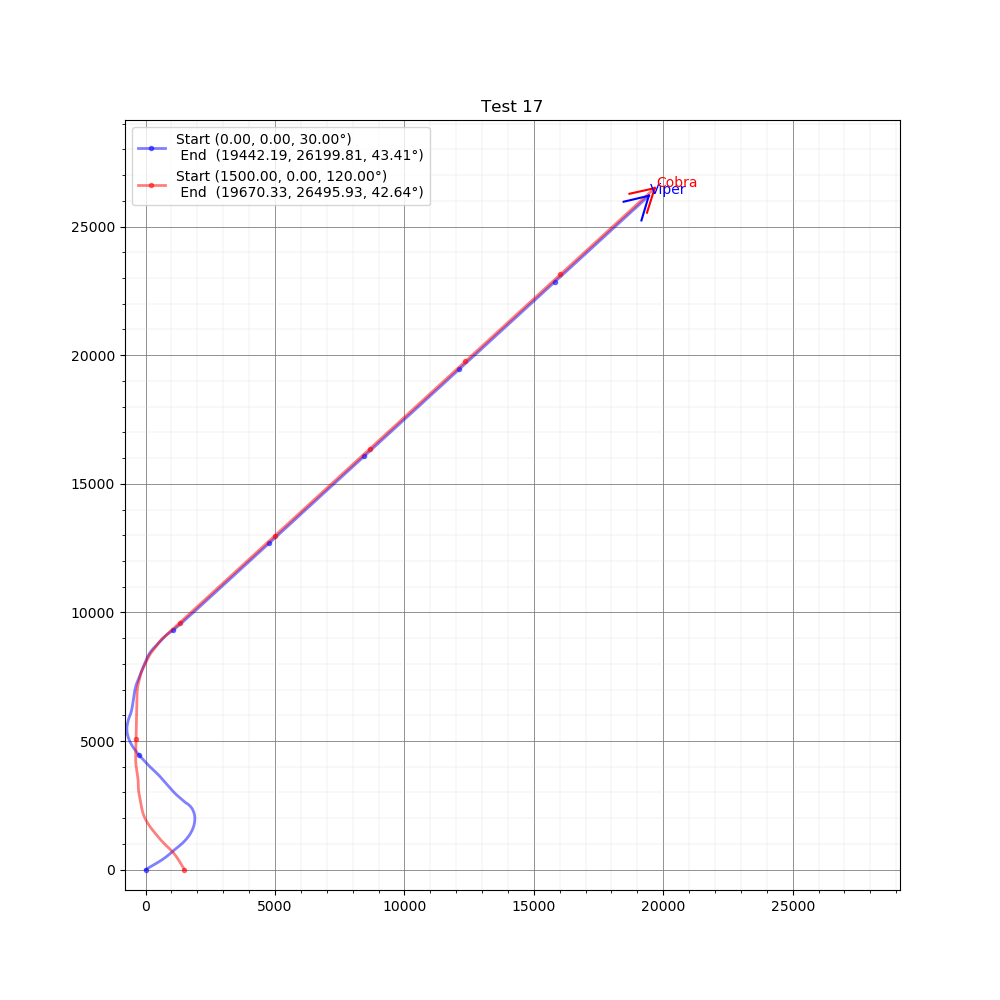 Test 17
Start (0.00, 0.00, 30.00°)
End (19442.19, 26199.81, 43.41°)
Start (1500.00, 0.00, 120.00°)
End (19670.33, 26495.93, 42.64°)
Cobra
Viper
25000
20000
15000
10000
5000
0
0 5000 10000 15000 20000 25000